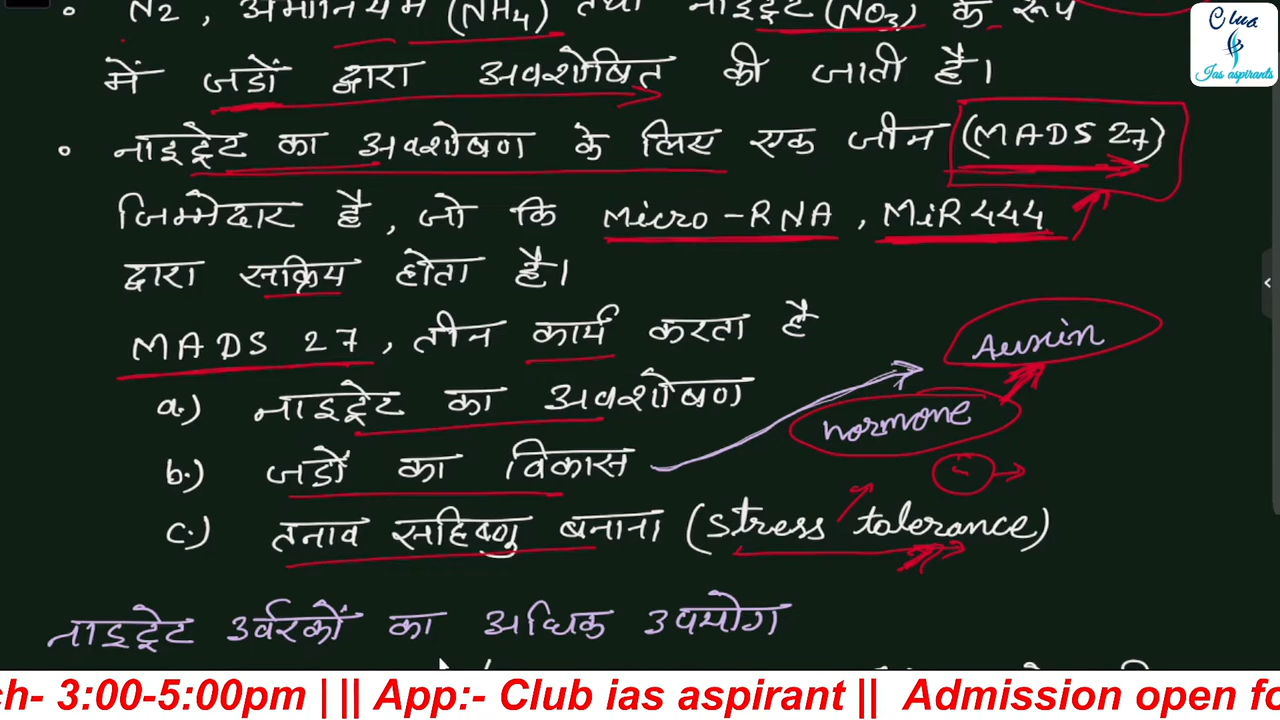 • N2, अमोनियम (NH4) तथा नाइट्रेट (NO3) के रूप
में जडों द्वारा अवशोषित की जाती है।
• नाइट्रेट का अवशोषण के लिए एक जीन (MADS 27)
जिम्मेदार है, जो कि Micro-RNA, MiR444
द्वारा सक्रिय होता है।
MADS 27, तीन कार्य करता है
a.) नाइट्रेट का अवशोषण
b.) जडों का विकास
c.) तनाव सहिष्णु बनाना (stress tolerance)
Auxin
hormone
नाइट्रेट उर्वरकों का अधिक उपयोग
ch- 3:00-5:00pm | || App:- Club ias aspirant || Admission open fo
Club
Ias aspirants